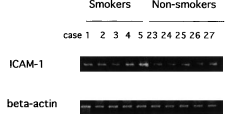 Smokers Non-smokers
case 1 2 3 4 5 23 24 25 26 27
ICAM-1
beta-actin